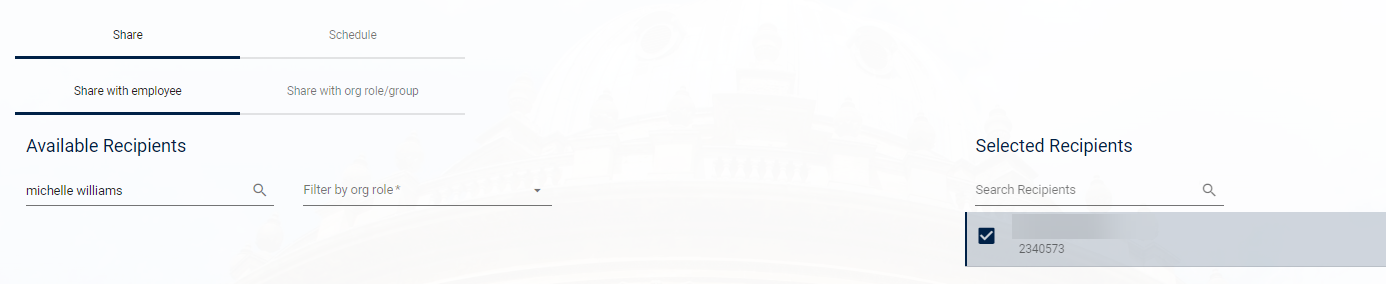 Share
Schedule
Share with employee
Share with org role/group
Available Recipients
Selected Recipients
michelle williams
Filter by org role *
Search Recipients
2340573